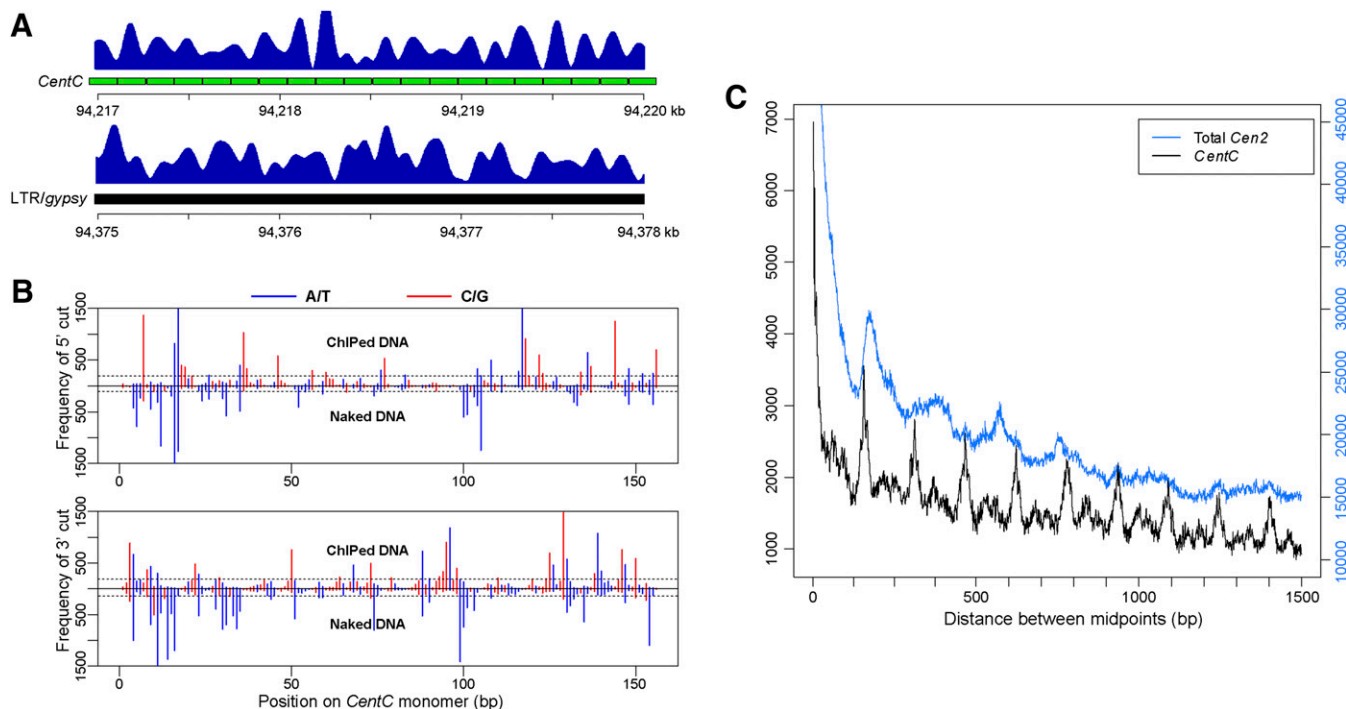 A
CentC
94,217 94,218 94,219 94,220 kb
LTR/gypsy
94,375 94,376 94,377 94,378 kb
B
A/T C/G
Frequency of 5' cut
1500 500 500 1500
ChIPed DNA
Naked DNA
0 50 100 150
Frequency of 3' cut
1500 500 500 1500
ChIPed DNA
Naked DNA
0 50 100 150
Position on CentC monomer (bp)
C
7000 6000 5000 4000 3000 2000 1000
Total Cen2
CentC
45000 40000 35000 30000 25000 20000 15000 10000
0 500 1000 1500
Distance between midpoints (bp)